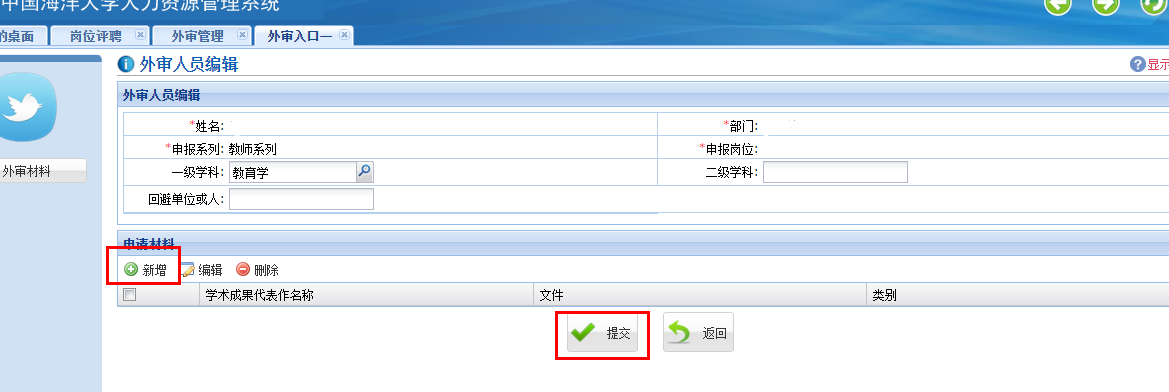 中国海洋大学人力资源管理系统
的桌面 岗位评聘 外审管理 外审入口一
外审人员编辑 显示
外审人员编辑
*姓名: *部门:
*申报系列: 教师系列 *申报岗位:
一级学科: 教育学 二级学科:
外审材料
回避单位或人:
申请材料
新增 编辑 删除
学术成果代表作名称 文件 类别
提交 返回